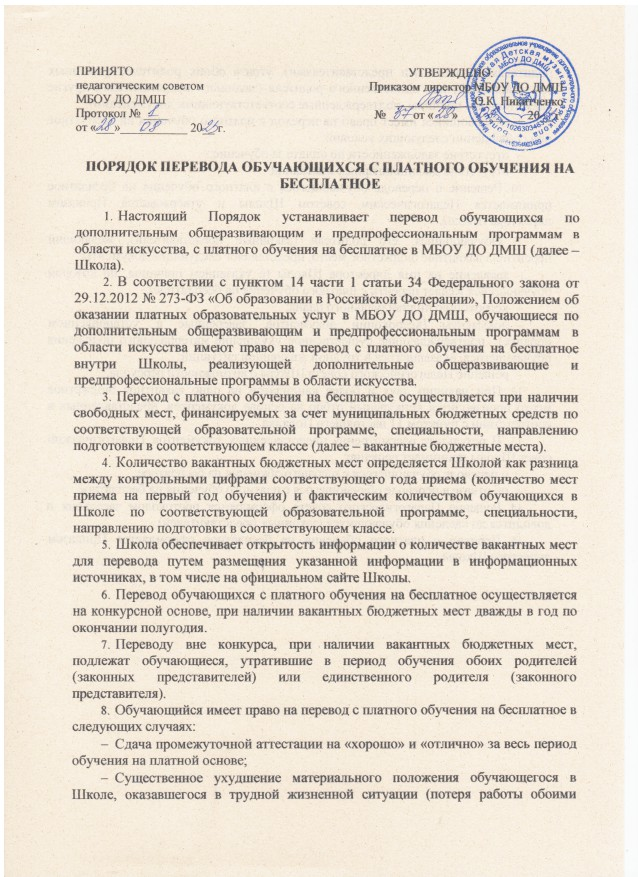 ПРИНЯТО
педагогическим советом
МБОУ ДО ДМШ
Протокол № 1
от «28» 08 2021г.
УТВЕРЖДЕНО:
Приказом директор МБОУ ДО ДМШ
О.К. Никитченко
№ 37 от «28» 20
ПОРЯДОК ПЕРЕВОДА ОБУЧАЮЩИХСЯ С ПЛАТНОГО ОБУЧЕНИЯ НА
БЕСПЛАТНОЕ
1. Настоящий Порядок устанавливает перевод обучающихся по
дополнительным общеразвивающим и предпрофессиональным программам в
области искусства, с платного обучения на бесплатное в МБОУ ДО ДМШ (далее –
Школа).
2. В соответствии с пунктом 14 части 1 статьи 34 Федерального закона от
29.12.2012 № 273-ФЗ «Об образовании в Российской Федерации», Положением об
оказании платных образовательных услуг в МБОУ ДО ДМШ, обучающиеся по
дополнительным общеразвивающим и предпрофессиональным программам в
области искусства имеют право на перевод с платного обучения на бесплатное
внутри Школы, реализующей дополнительные общеразвивающие и
предпрофессиональные программы в области искусства.
3. Переход с платного обучения на бесплатное осуществляется при наличии
свободных мест, финансируемых за счет муниципальных бюджетных средств по
соответствующей образовательной программе, специальности, направлению
подготовки в соответствующем классе (далее – вакантные бюджетные места).
4. Количество вакантных бюджетных мест определяется Школой как разница
между контрольными цифрами соответствующего года приема (количество мест
приема на первый год обучения) и фактическим количеством обучающихся в
Школе по соответствующей образовательной программе, специальности,
направлению подготовки в соответствующем классе.
5. Школа обеспечивает открытость информации о количестве вакантных мест
для перевода путем размещения указанной информации в информационных
источниках, в том числе на официальном сайте Школы.
6. Перевод обучающихся с платного обучения на бесплатное осуществляется
на конкурсной основе, при наличии вакантных бюджетных мест дважды в год по
окончании полугодия.
7. Переводу вне конкурса, при наличии вакантных бюджетных мест,
подлежат обучающиеся, утратившие в период обучения обоих родителей
(законных представителей) или единственного родителя (законного
представителя).
8. Обучающийся имеет право на перевод с платного обучения на бесплатное в
следующих случаях:
– Сдача промежуточной аттестации на «хорошо» и «отлично» за весь период
обучения на платной основе;
– Существенное ухудшение материального положения обучающегося в
Школе, оказавшегося в трудной жизненной ситуации (потеря работы обоими